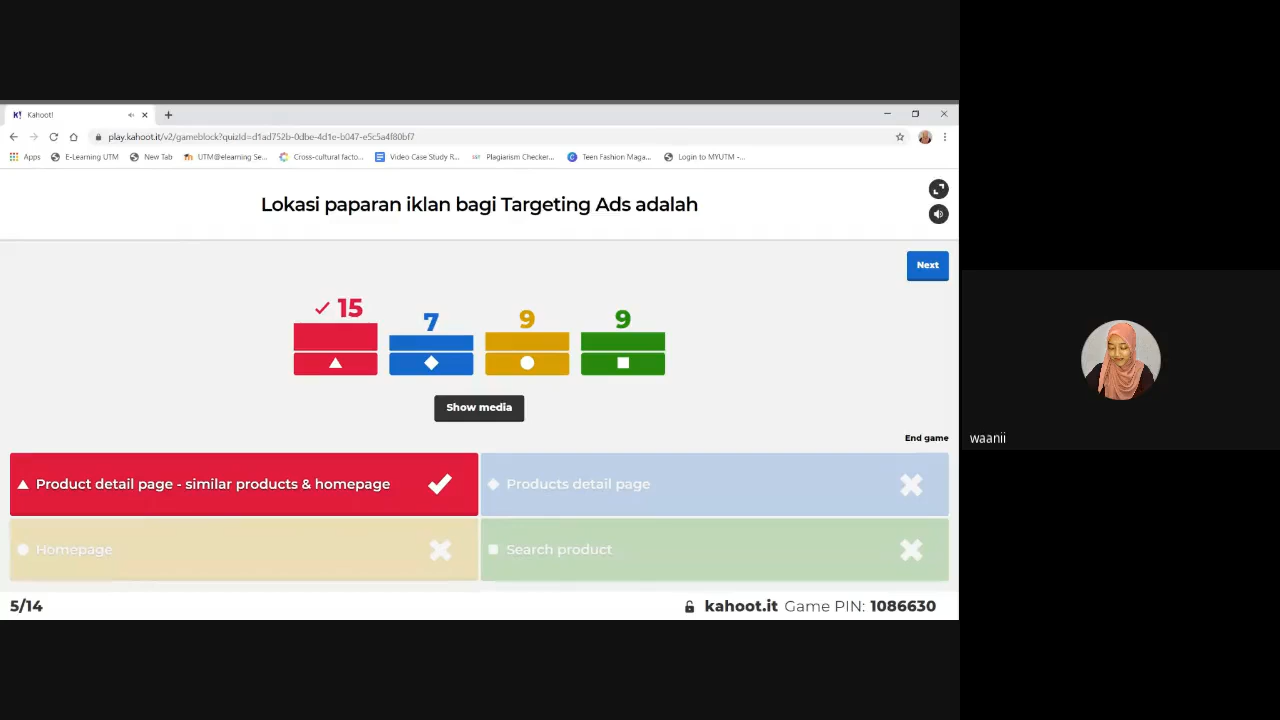 Kahoot!
play.kahoot.it/v2/gameblock?quizId=d1ad752b-0dbe-4d1e-b047-e5c5a4f80bf7
Apps E-Learning UTM New Tab UTM@elearning Se... Cross-cultural facto... Video Case Study R... Plagiarism Checker... Teen Fashion Maga... Login to MYUTM -...
Lokasi paparan iklan bagi Targeting Ads adalah
Next
15 7 9 9
Show media
End game
waanii
Product detail page - similar products & homepage
Products detail page
Homepage
Search product
5/14
kahoot.it Game PIN: 1086630